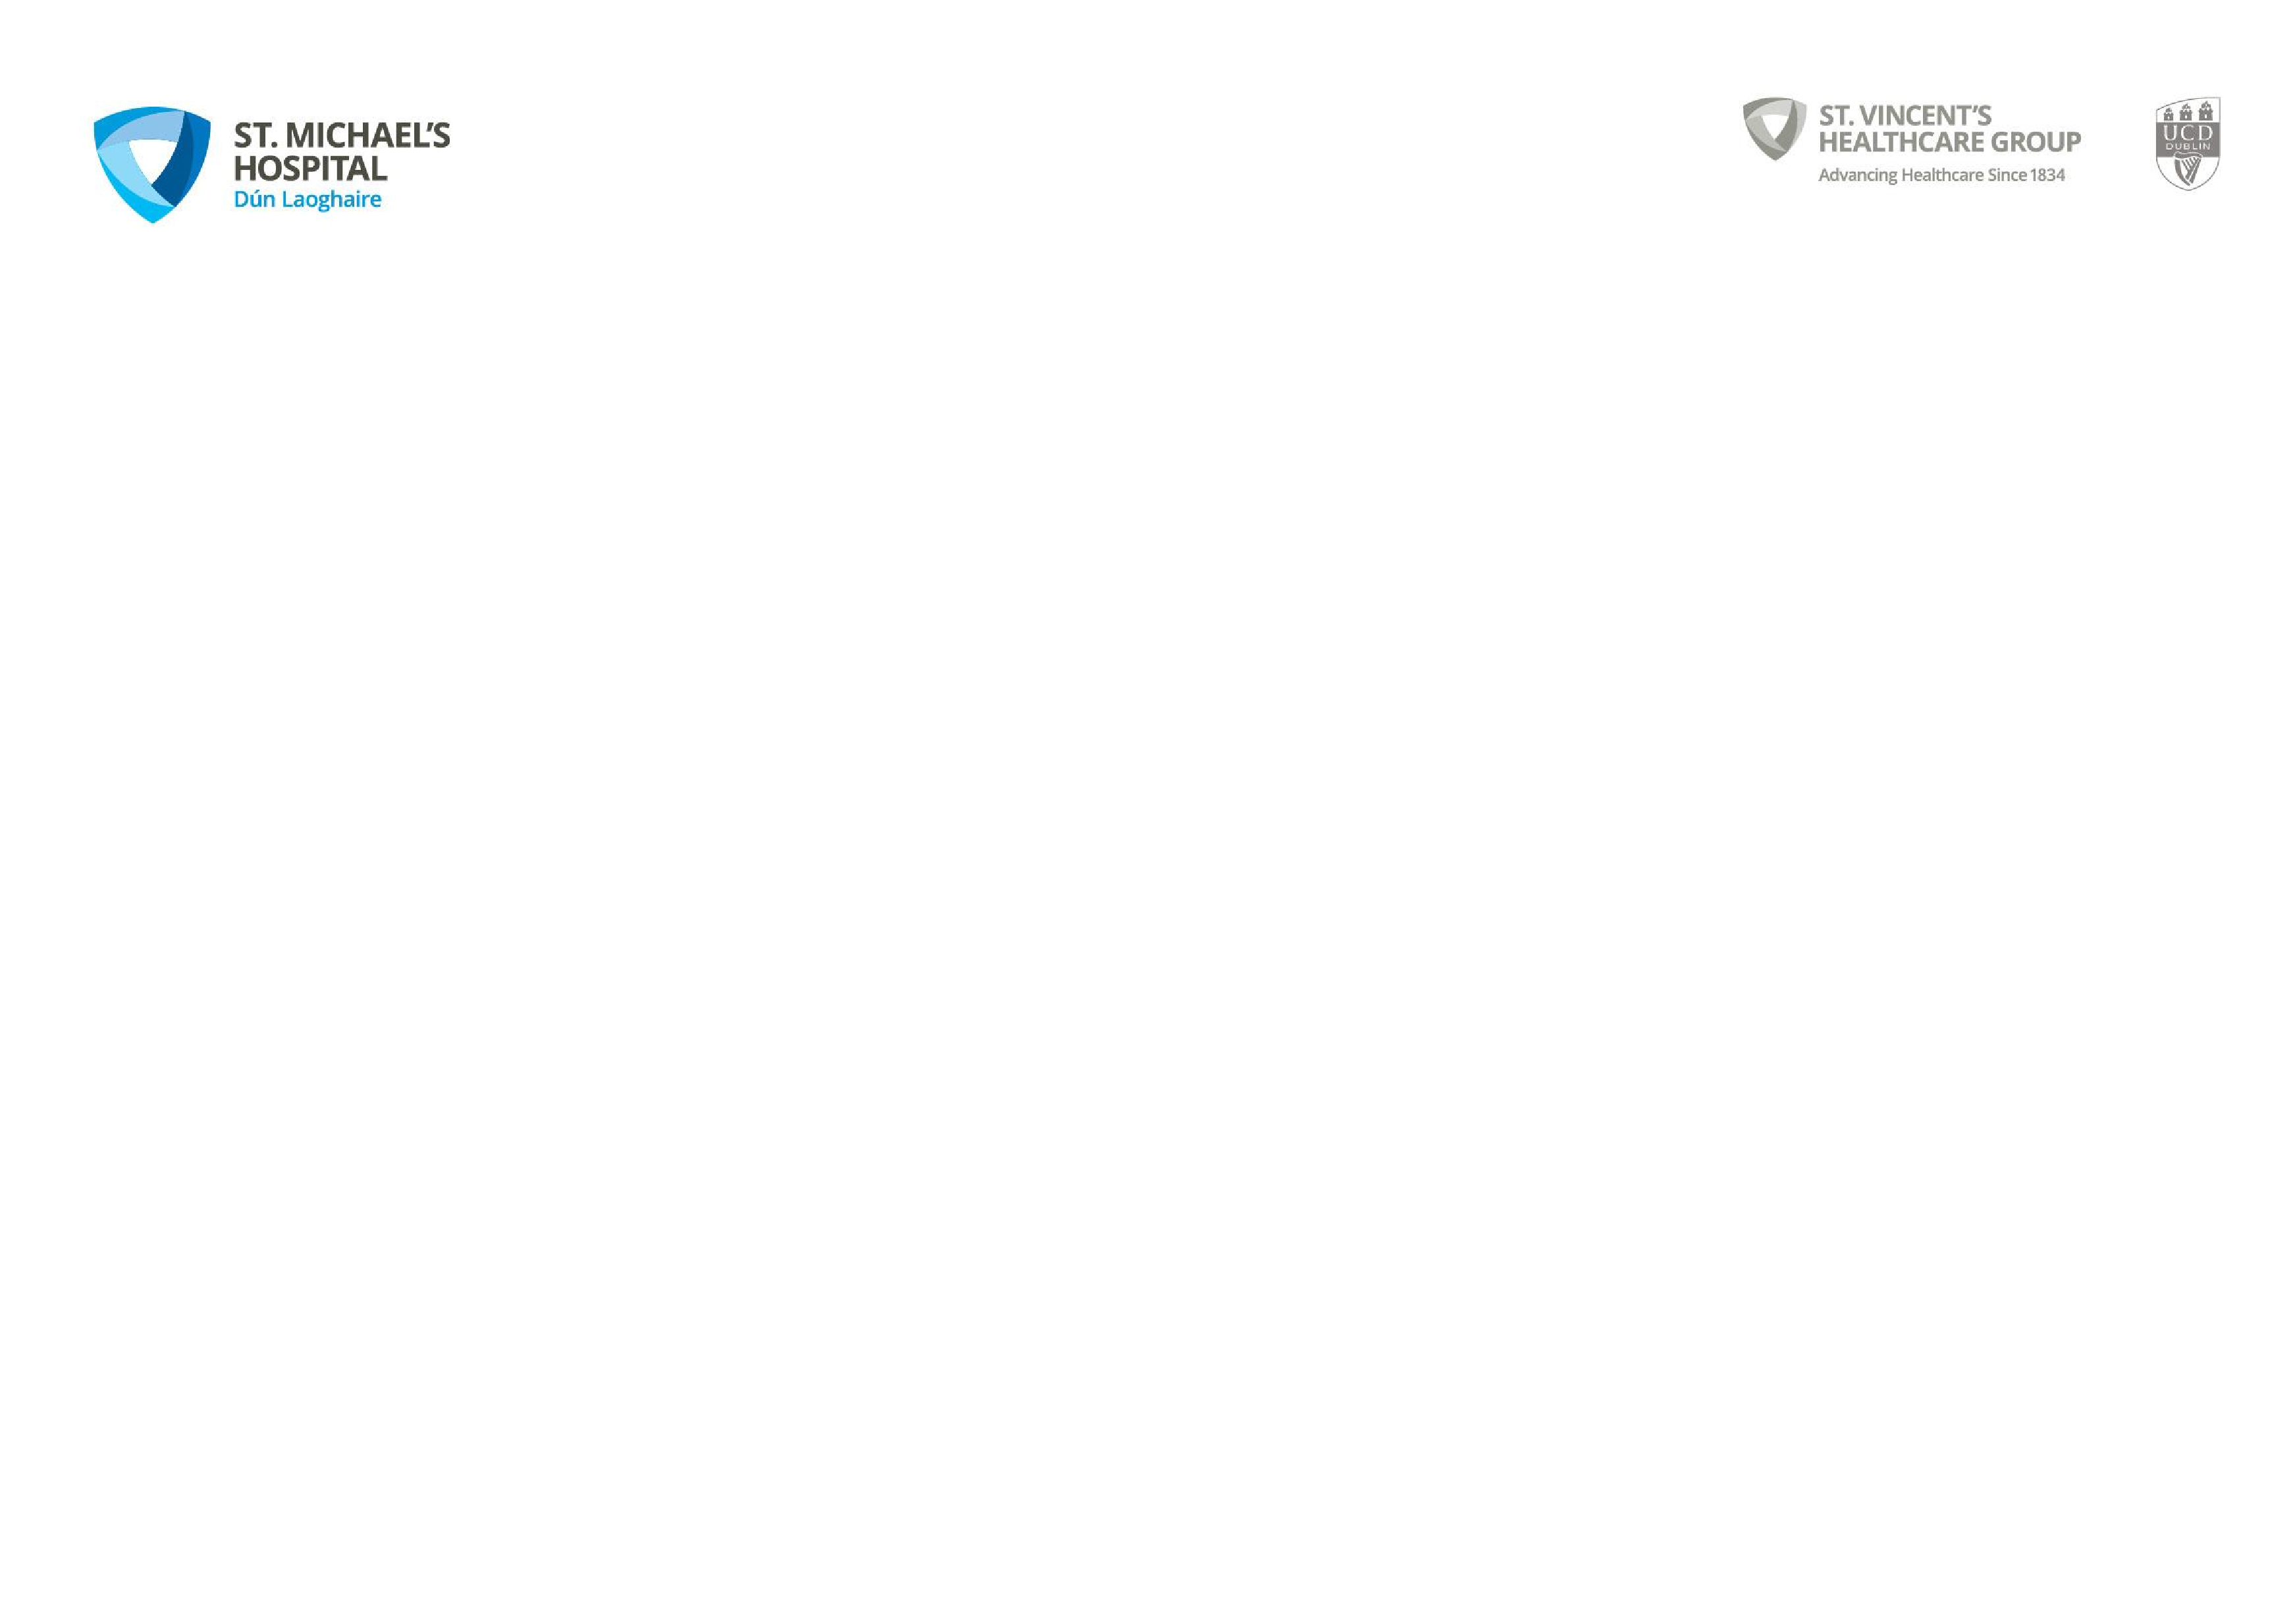 ST. MICHAEL'S
HOSPITAL
Dún Laoghaire
ST. VINCENT'S
HEALTHCARE GROUP
Advancing Healthcare Since 1834
UCD
DUBLIN